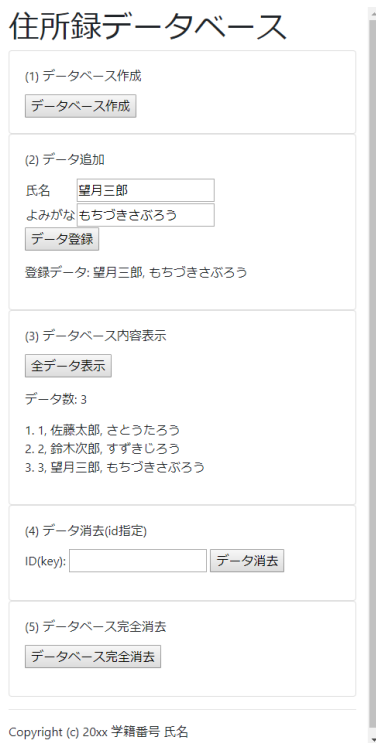 住所録データベース
(1) データベース作成
データベース作成
(2) データ追加
氏名 望月三郎
よみがな もちづきさぶろう
データ登録
登録データ: 望月三郎, もちづきさぶろう
(3) データベース内容表示
全データ表示
データ数: 3
1. 1, 佐藤太郎, さとうたろう
2. 2, 鈴木次郎, すずきじろう
3. 3, 望月三郎, もちづきさぶろう
(4) データ消去(id指定)
ID(key): データ消去
(5) データベース完全消去
データベース完全消去
Copyright (c) 20xx 学籍番号 氏名